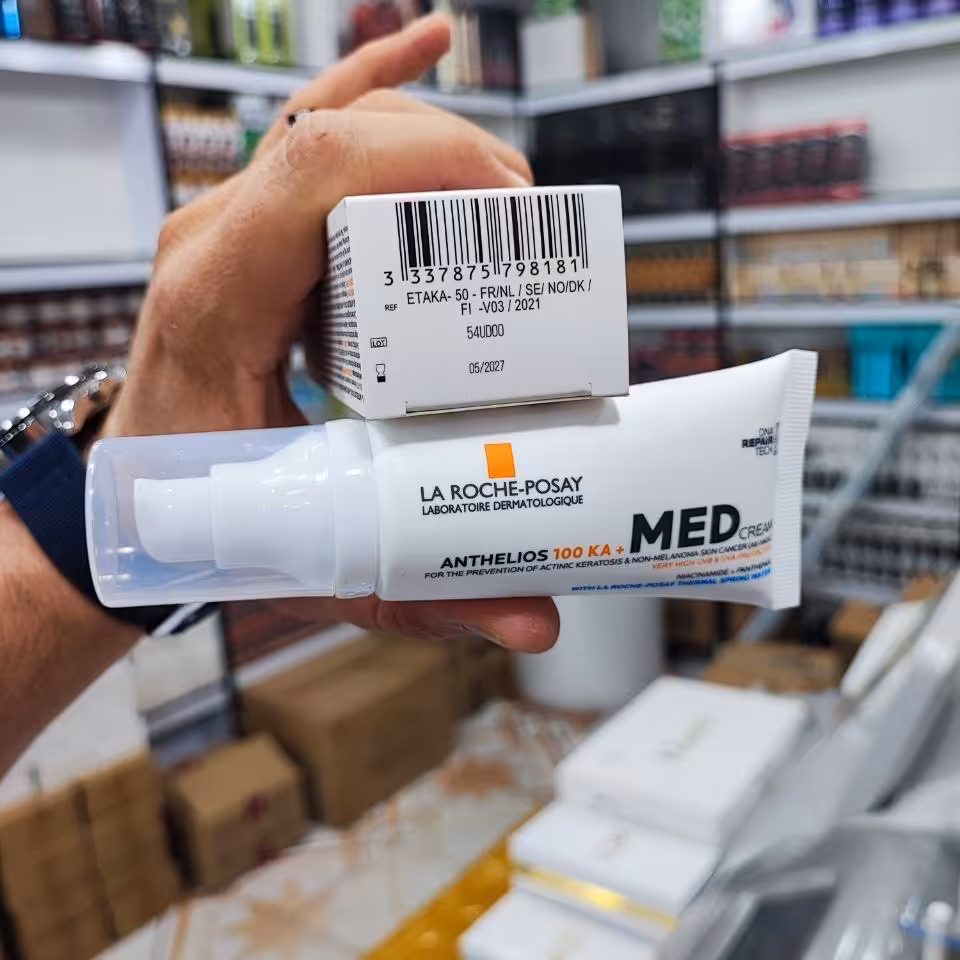 3 337875 798181
REF ETAKA- 50 - FR/NL / SE/ NO/DK /
FI -V03 / 2021
LOT 54UD00
05/2027
DNA
REPAIR
TECH
LA ROCHE-POSAY
LABORATOIRE DERMATOLOGIQUE
ANTHELIOS 100 KA + MED CREAM
FOR THE PREVENTION OF ACTINIC KERATOSIS & NON-MELANOMA SKIN CANCER
VERY HIGH UVB & UVA
NIACINAMIDE + PANTHENOL
WITH LA ROCHE-POSAY THERMAL SPRING WATER